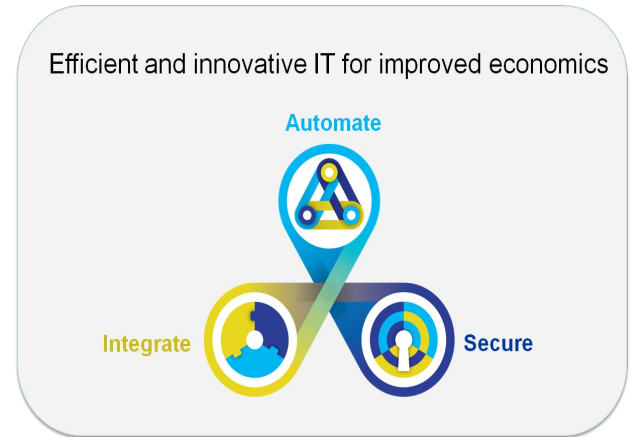 Efficient and innovative IT for improved economics
Automate
Integrate
Secure